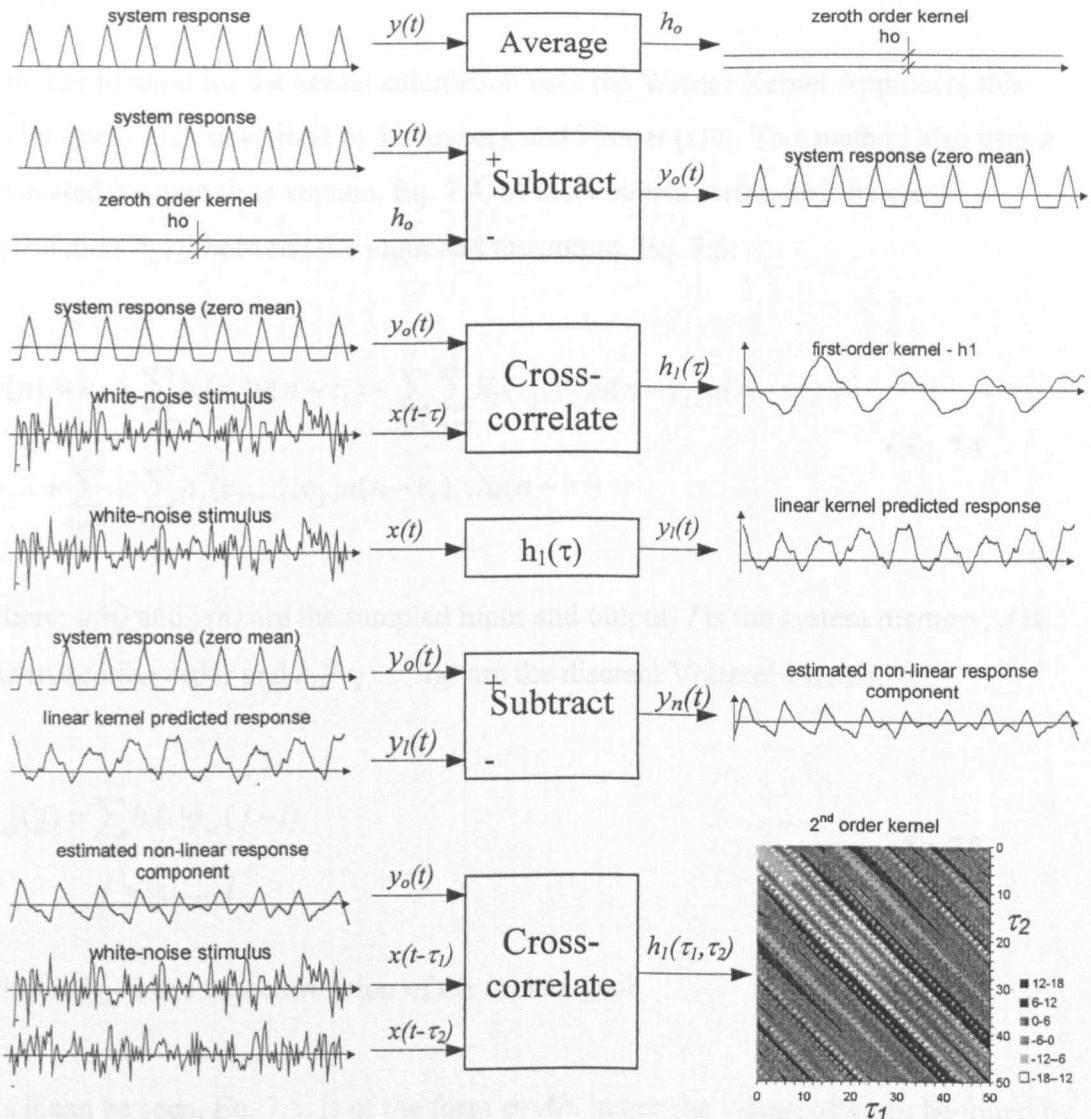 system response
y(t)
Average
h_o
zeroth order kernel
ho
system response
y(t)
+
Subtract
y_o(t)
system response (zero mean)
zeroth order kernel
ho
h_o
-
system response (zero mean)
y_o(t)
Cross-
correlate
h_1(τ)
first-order kernel - h1
white-noise stimulus
x(t-τ)
white-noise stimulus
x(t)
h_1(τ)
y_l(t)
linear kernel predicted response
system response (zero mean)
y_o(t)
+
Subtract
y_n(t)
estimated non-linear response
component
linear kernel predicted response
y_l(t)
-
2nd order kernel
estimated non-linear response
component
y_o(t)
Cross-
correlate
h_1(τ_1,τ_2)
white-noise stimulus
x(t-τ_1)
x(t-τ_2)
0
10
20
30
40
50
τ_2
12-18
6-12
0-6
-6-0
-12--6
-18--12
0 10 20 30 40 50
τ_1